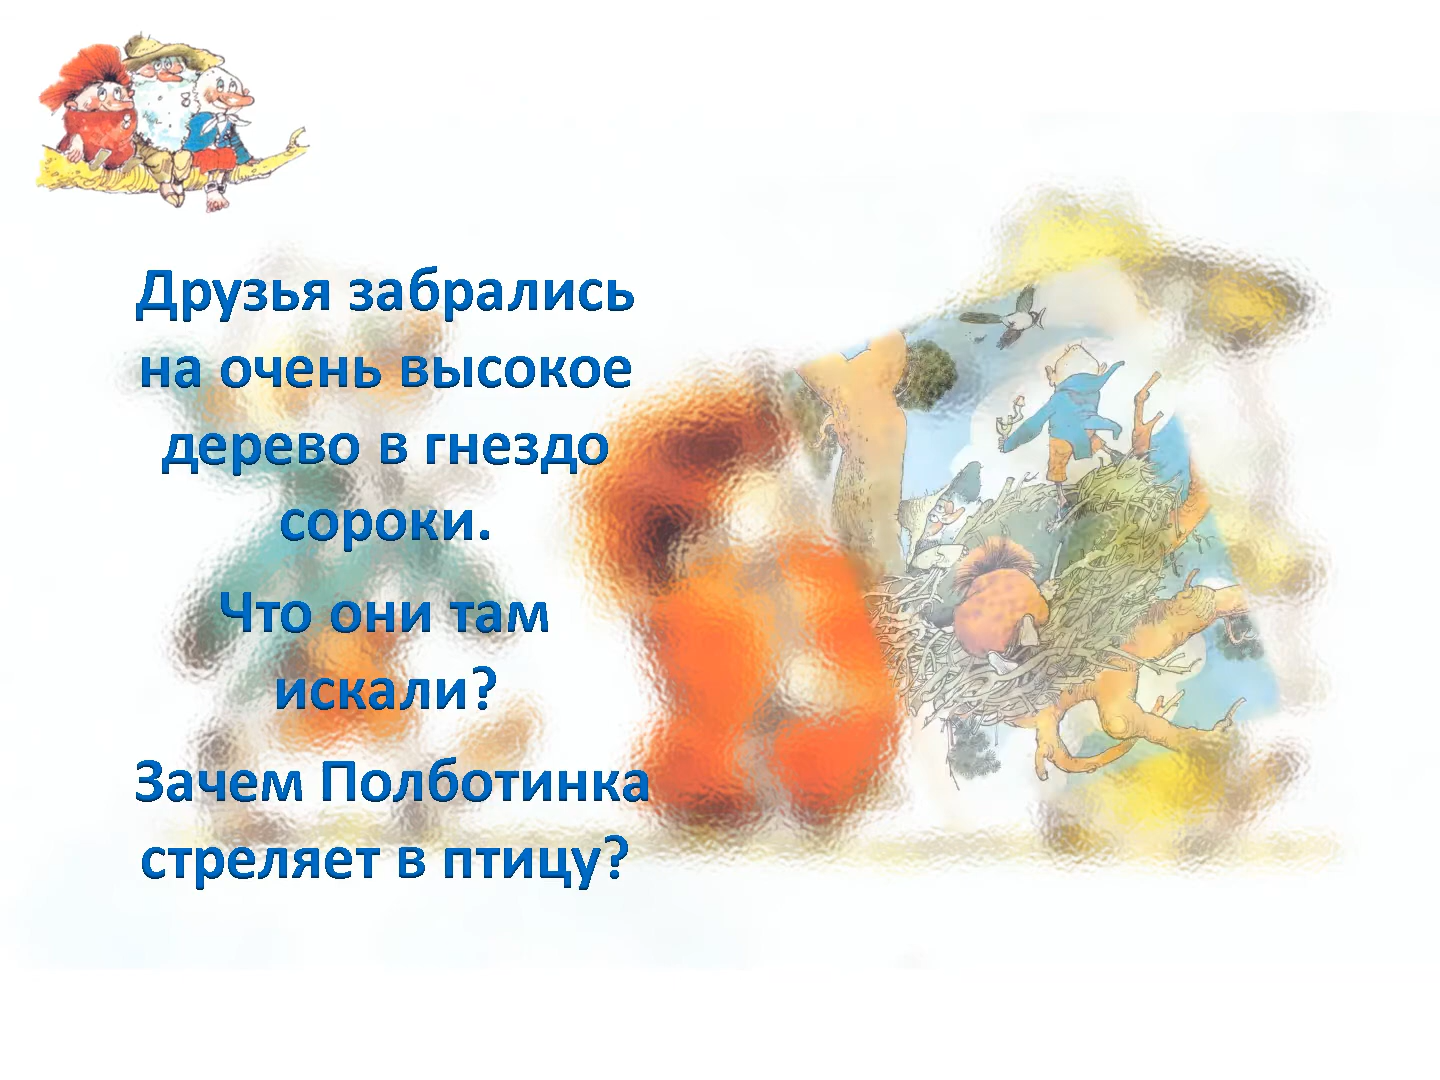 Друзья забрались
на очень высокое
дерево в гнездо
сороки.
Что они там
искали?
Зачем Полботинка
стреляет в птицу?